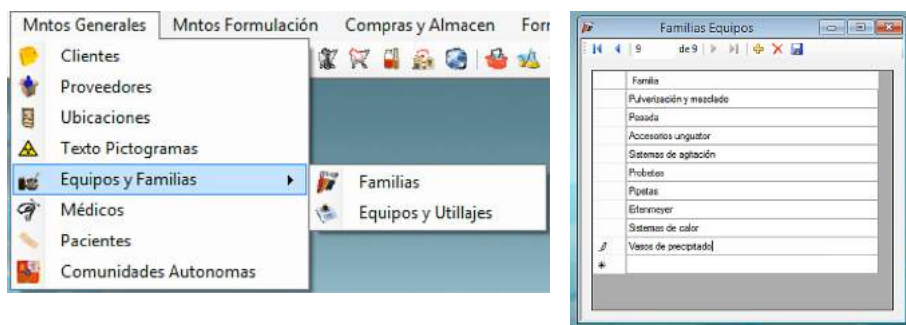 Mntos Generales Mntos Formulación Compras y Almacen Forr
Clientes
Proveedores
Ubicaciones
Texto Pictogramas
Equipos y Familias
Médicos
Pacientes
Comunidades Autonomas
Familias
Equipos y Utillajes
Familias Equipos
9 de 9
Familia
Pulverización y mezclado
Pesada
Accesorios unguator
Sistemas de agitación
Probetas
Pipetas
Erlenmeyer
Sistemas de calor
Vasos de precipitado